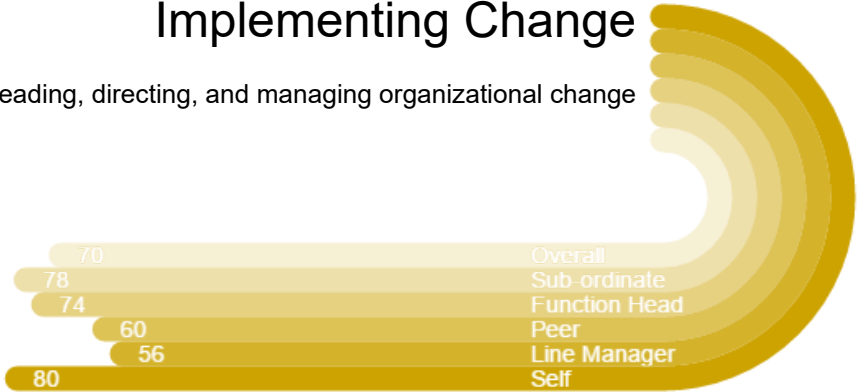 Implementing Change
eading, directing, and managing organizational change
70 Overall
78 Sub-ordinate
74 Function Head
60 Peer
56 Line Manager
80 Self